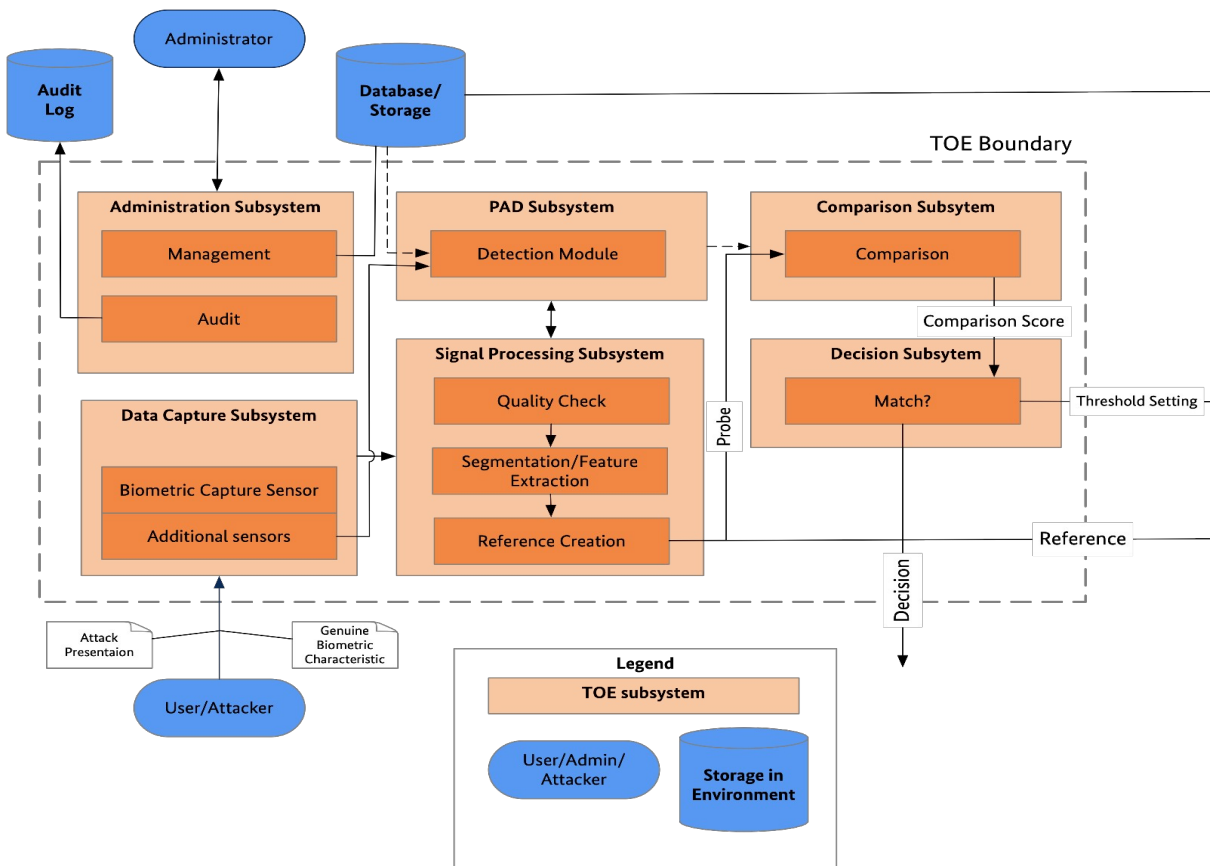 Administrator
Audit
Log
Database/
Storage
TOE Boundary
Administration Subsystem
Management
Audit
PAD Subsystem
Detection Module
Comparison Subsytem
Comparison
Comparison Score
Signal Processing Subsystem
Quality Check
Segmentation/Feature
Extraction
Reference Creation
Decision Subsytem
Match?
Threshold Setting
Probe
Reference
Decision
Data Capture Subsystem
Biometric Capture Sensor
Additional sensors
Attack
Presentaion
Genuine
Biometric
Characteristic
User/Attacker
Legend
TOE subsystem
User/Admin/
Attacker
Storage in
Environment